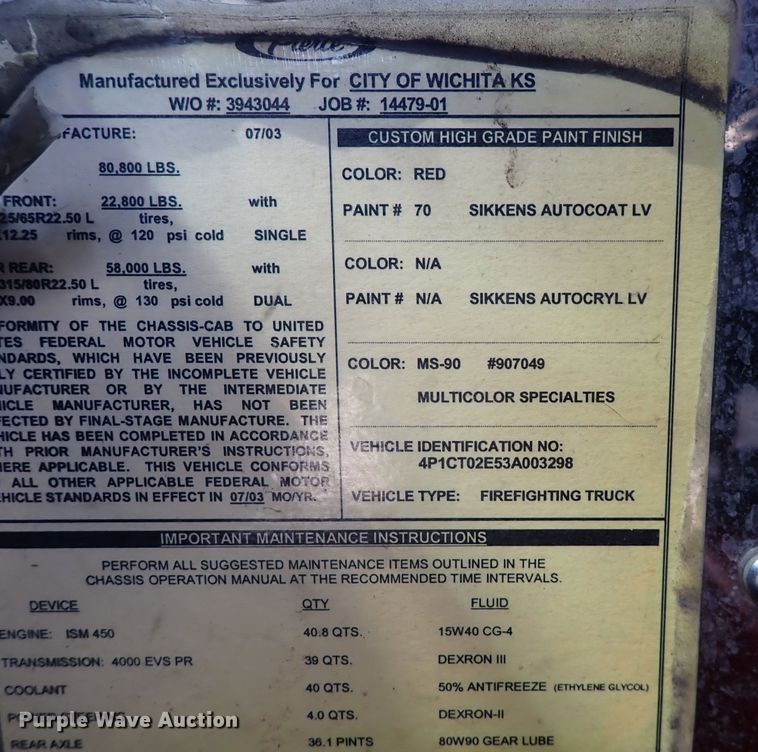 Pierce
Manufactured Exclusively For CITY OF WICHITA KS
W/O #: 3943044 JOB #: 14479-01
FACTURE: 07/03
80,800 LBS.
FRONT: 22,800 LBS. with
25/65R22.50 L tires,
12.25 rims, @ 120 psi cold SINGLE
R REAR: 58,000 LBS. with
315/80R22.50 L tires,
X9.00 rims, @ 130 psi cold DUAL
FORMITY OF THE CHASSIS-CAB TO UNITED
TES FEDERAL MOTOR VEHICLE SAFETY
NDARDS, WHICH HAVE BEEN PREVIOUSLY
LY CERTIFIED BY THE INCOMPLETE VEHICLE
NUFACTURER OR BY THE INTERMEDIATE
HICLE MANUFACTURER, HAS NOT BEEN
FECTED BY FINAL-STAGE MANUFACTURE. THE
HICLE HAS BEEN COMPLETED IN ACCORDANCE
TH PRIOR MANUFACTURER'S INSTRUCTIONS,
HERE APPLICABLE. THIS VEHICLE CONFORMS
ALL OTHER APPLICABLE FEDERAL MOTOR
HICLE STANDARDS IN EFFECT IN 07/03 MO/YR.
CUSTOM HIGH GRADE PAINT FINISH
COLOR: RED
PAINT # 70 SIKKENS AUTOCOAT LV
COLOR: N/A
PAINT # N/A SIKKENS AUTOCRYL LV
COLOR: MS-90 #907049
MULTICOLOR SPECIALTIES
VEHICLE IDENTIFICATION NO:
4P1CT02E53A003298
VEHICLE TYPE: FIREFIGHTING TRUCK
IMPORTANT MAINTENANCE INSTRUCTIONS
PERFORM ALL SUGGESTED MAINTENANCE ITEMS OUTLINED IN THE
CHASSIS OPERATION MANUAL AT THE RECOMMENDED TIME INTERVALS.
DEVICE QTY FLUID
ENGINE: ISM 450 40.8 QTS. 15W40 CG-4
TRANSMISSION: 4000 EVS PR 39 QTS. DEXRON III
COOLANT 40 QTS. 50% ANTIFREEZE (ETHYLENE GLYCOL)
4.0 QTS. DEXRON-II
REAR AXLE 36.1 PINTS 80W90 GEAR LUBE
Purple Wave Auction